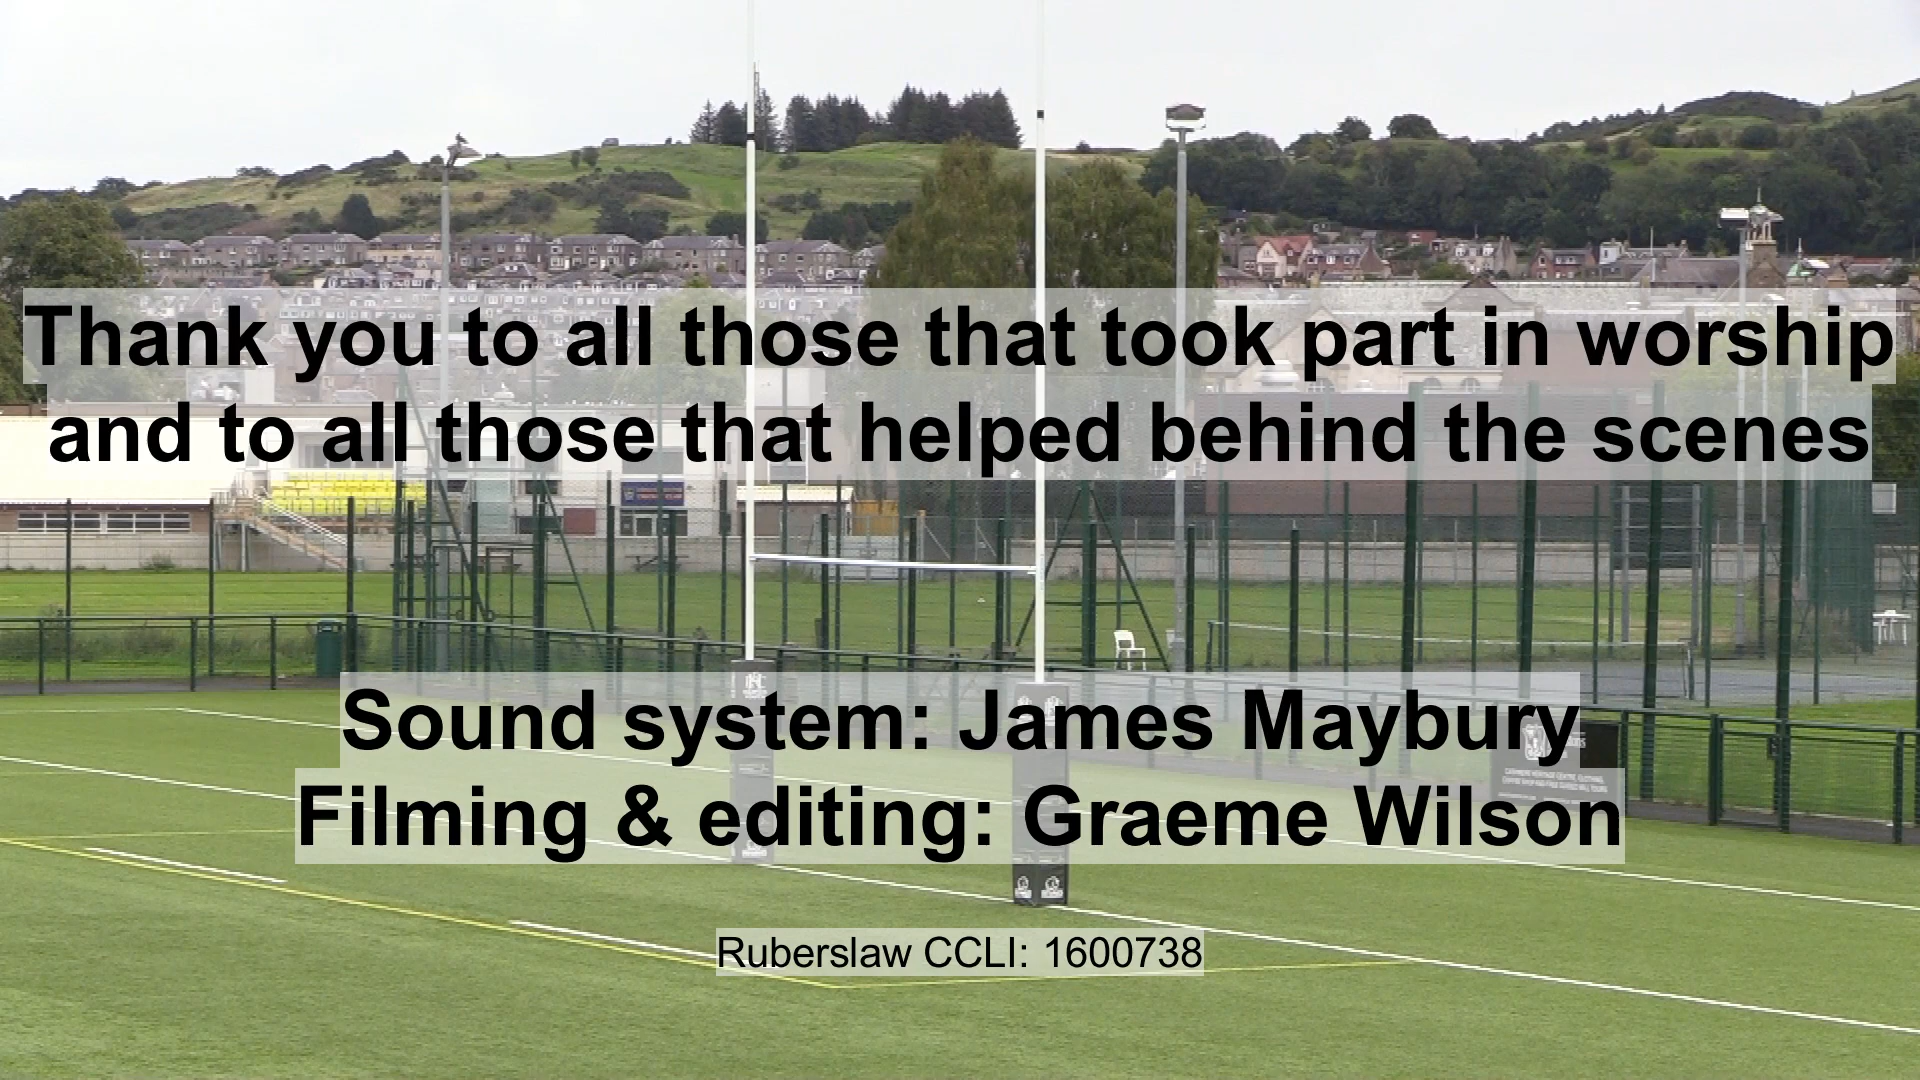 Thank you to all those that took part in worship
and to all those that helped behind the scenes
Sound system: James Maybury
Filming & editing: Graeme Wilson
Ruberslaw CCLI: 1600738